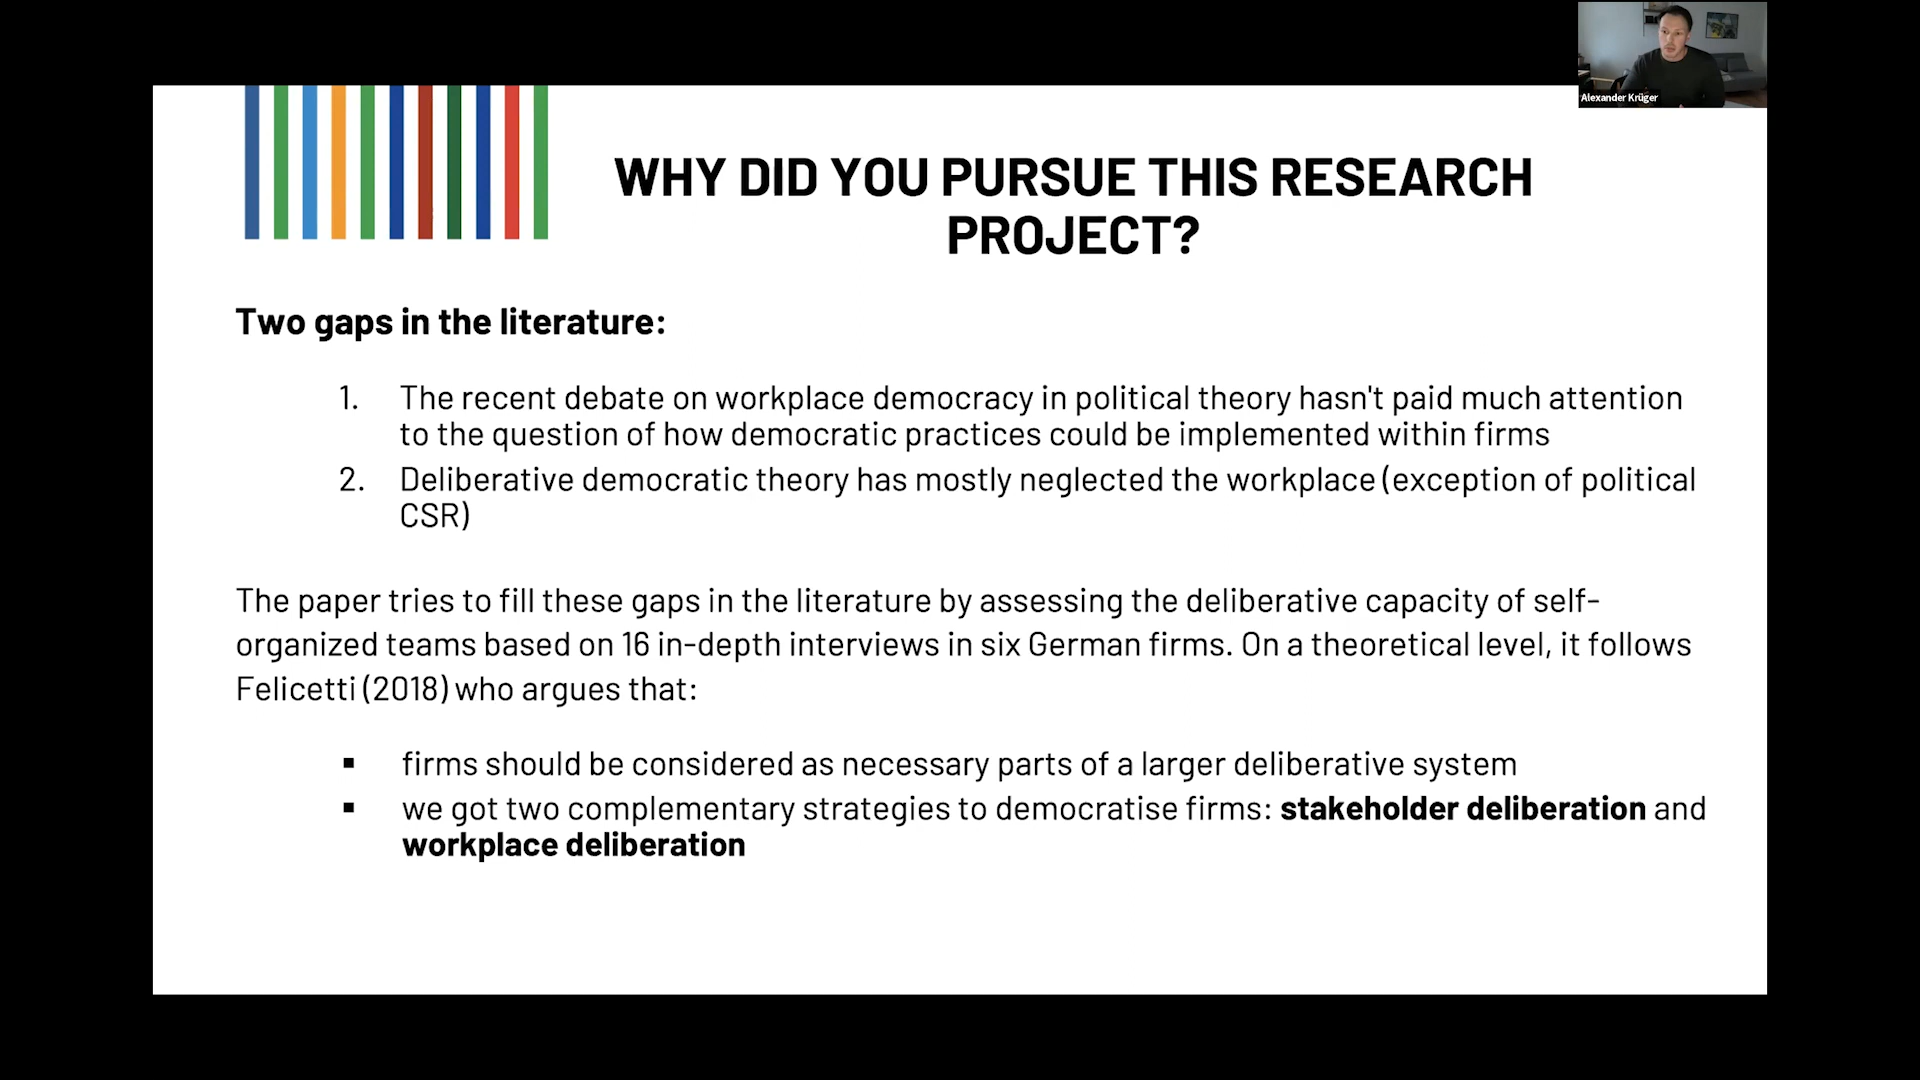 Alexander Krüger
WHY DID YOU PURSUE THIS RESEARCH
PROJECT?
Two gaps in the literature:
1. The recent debate on workplace democracy in political theory hasn't paid much attention
to the question of how democratic practices could be implemented within firms
2. Deliberative democratic theory has mostly neglected the workplace (exception of political
CSR)
The paper tries to fill these gaps in the literature by assessing the deliberative capacity of self-
organized teams based on 16 in-depth interviews in six German firms. On a theoretical level, it follows
Felicetti (2018) who argues that:
▪ firms should be considered as necessary parts of a larger deliberative system
▪ we got two complementary strategies to democratise firms: stakeholder deliberation and
workplace deliberation